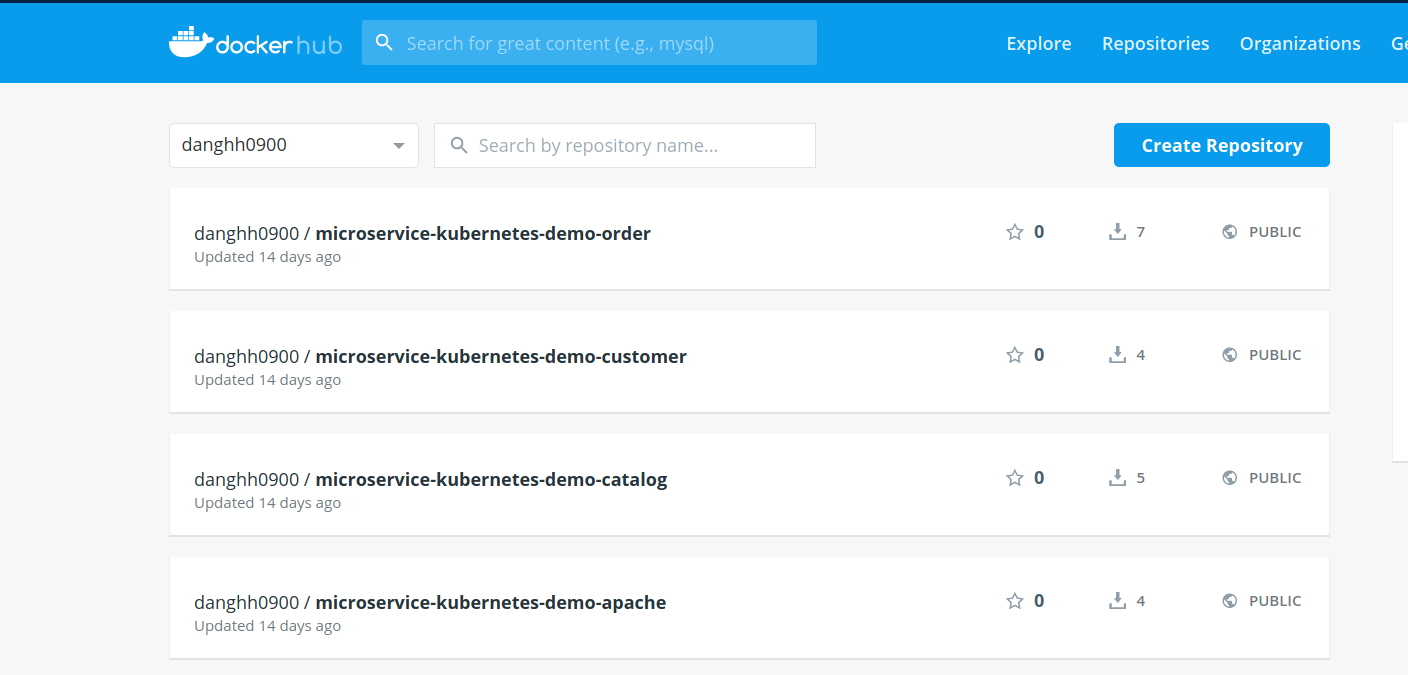 docker hub
Search for great content (e.g., mysql)
Explore Repositories Organizations Ge
danghh0900
Search by repository name...
Create Repository
danghh0900 / microservice-kubernetes-demo-order
0 7 PUBLIC
Updated 14 days ago
danghh0900 / microservice-kubernetes-demo-customer
0 4 PUBLIC
Updated 14 days ago
danghh0900 / microservice-kubernetes-demo-catalog
0 5 PUBLIC
Updated 14 days ago
danghh0900 / microservice-kubernetes-demo-apache
0 4 PUBLIC
Updated 14 days ago